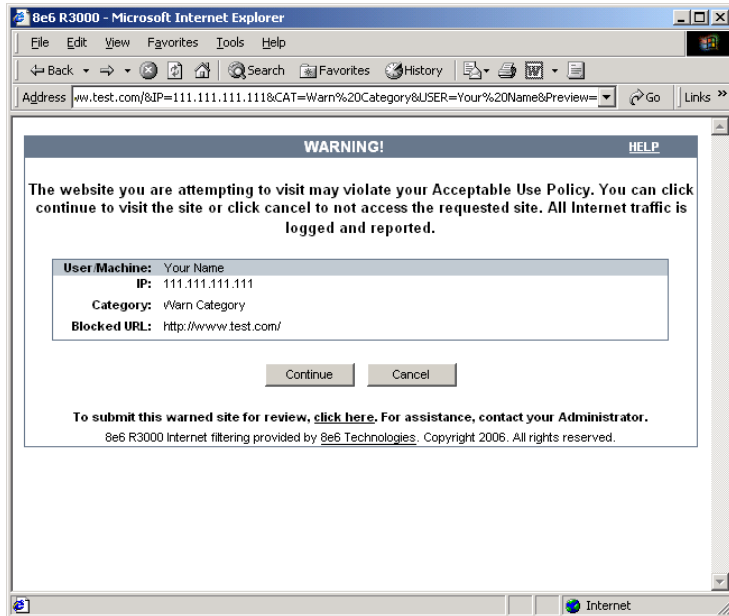 8e6 R3000 - Microsoft Internet Explorer
File Edit View Favorites Tools Help
Back Search Favorites History
Address w.test.com/&IP=111.111.111.111&CAT=Warn%20Category&USER=Your%20Name&Preview= Go Links »
WARNING! HELP
The website you are attempting to visit may violate your Acceptable Use Policy. You can click
continue to visit the site or click cancel to not access the requested site. All Internet traffic is
logged and reported.
User/Machine: Your Name
IP: 111.111.111.111
Category: Warn Category
Blocked URL: http://www.test.com/
Continue Cancel
To submit this warned site for review, click here. For assistance, contact your Administrator.
8e6 R3000 Internet filtering provided by 8e6 Technologies. Copyright 2006. All rights reserved.
Internet